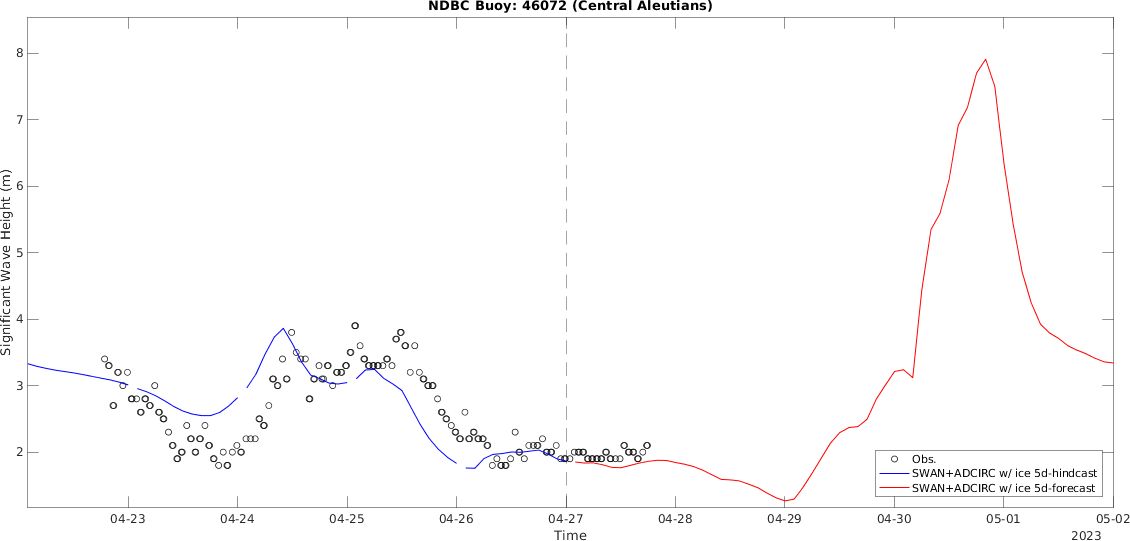 NDBC Buoy: 46072 (Central Aleutians)
Significant Wave Height (m)
8
7
6
5
4
3
2
04-23 04-24 04-25 04-26 04-27 04-28 04-29 04-30 05-01 05-02
Time
2023
Obs.
SWAN+ADCIRC w/ ice 5d-hindcast
SWAN+ADCIRC w/ ice 5d-forecast